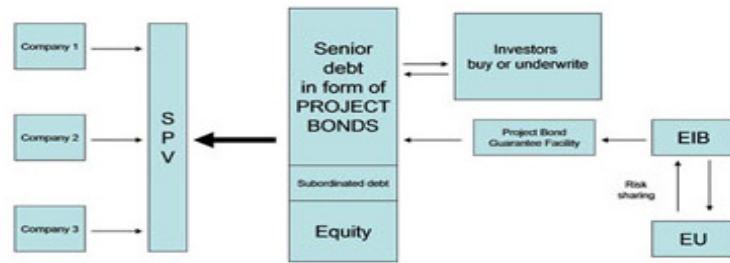 Company 1
Company 2
Company 3
S
P
V
Senior
debt
in form of
PROJECT
BONDS
Subordinated debt
Equity
Investors
buy or underwrite
Project Bond
Guarantee Facility
EIB
Risk
sharing
EU